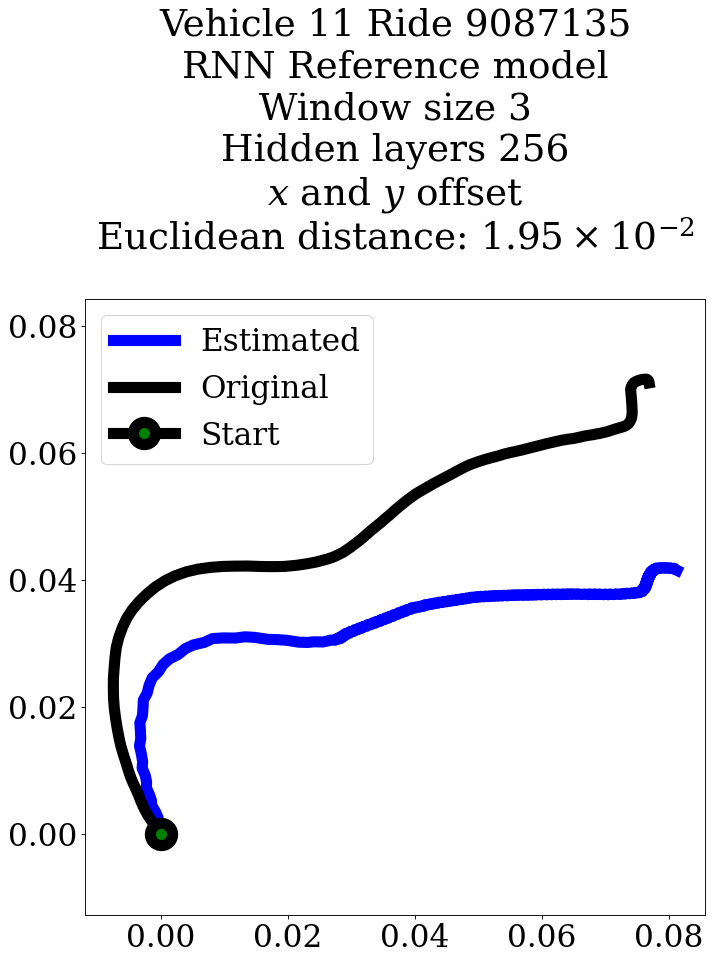 Vehicle 11 Ride 9087135
RNN Reference model
Window size 3
Hidden layers 256
x and y offset
Euclidean distance: 1.95 × 10⁻²
Estimated
Original
Start
0.08
0.06
0.04
0.02
0.00
0.00 0.02 0.04 0.06 0.08